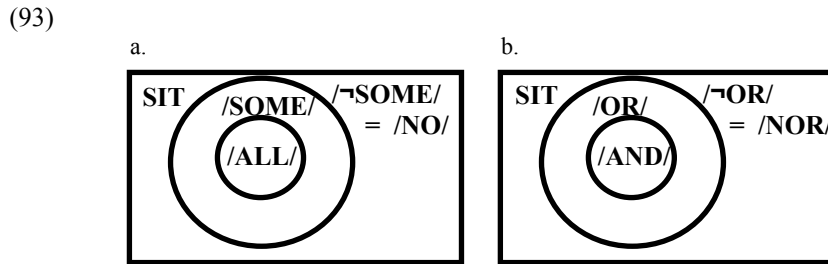 (93)
a. b.
SIT /SOME/ /¬SOME/ = /NO/
/ALL/
SIT /OR/ /¬OR/ = /NOR/
/AND/